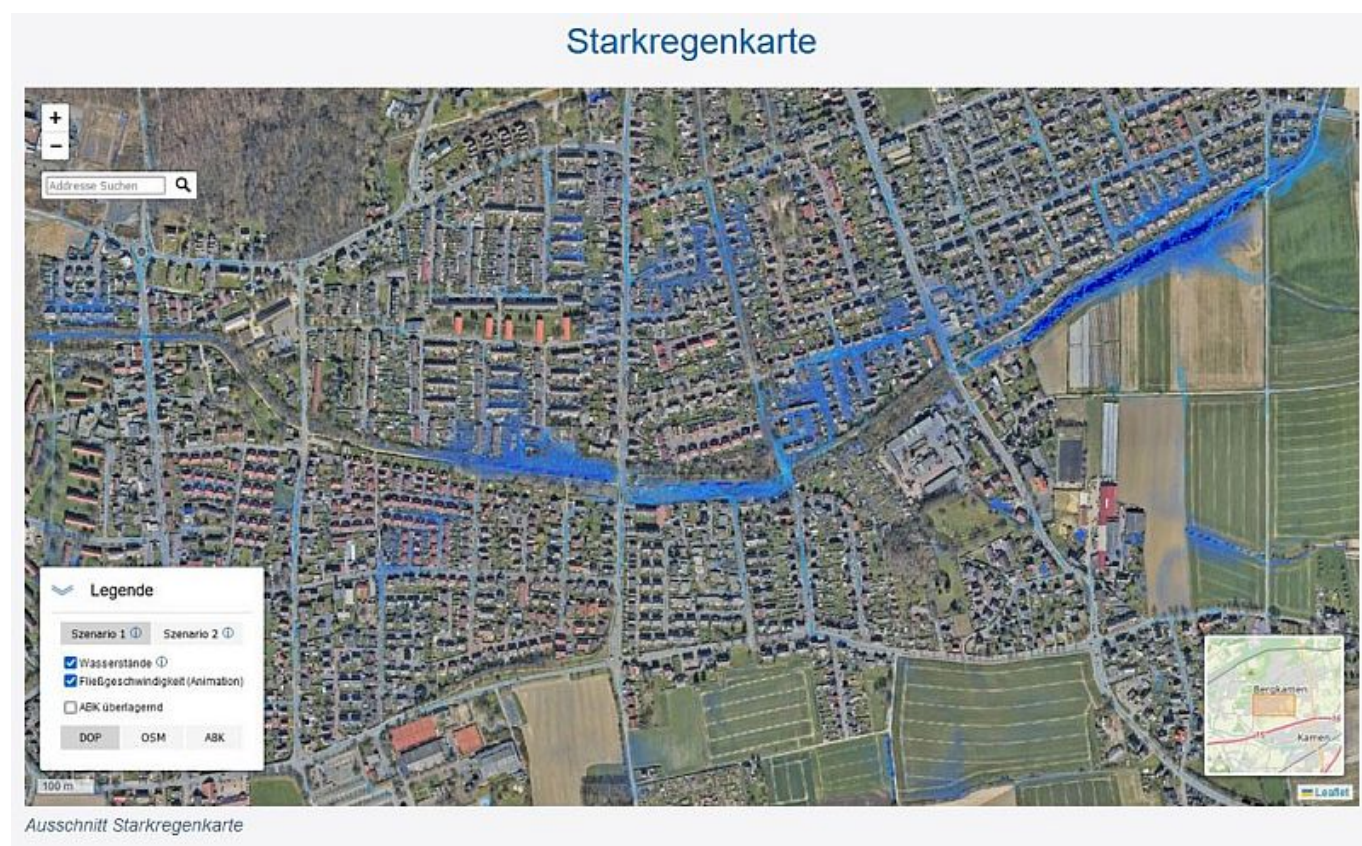 Starkregenkarte
+
−
Addresse Suchen
Legende
Szenario 1 Szenario 2
Wasserstände
Fließgeschwindigkeit (Animation)
ABK überlagernd
DOP OSM ABK
100 m
Bergkamen
Kamen
Leaflet
Ausschnitt Starkregenkarte